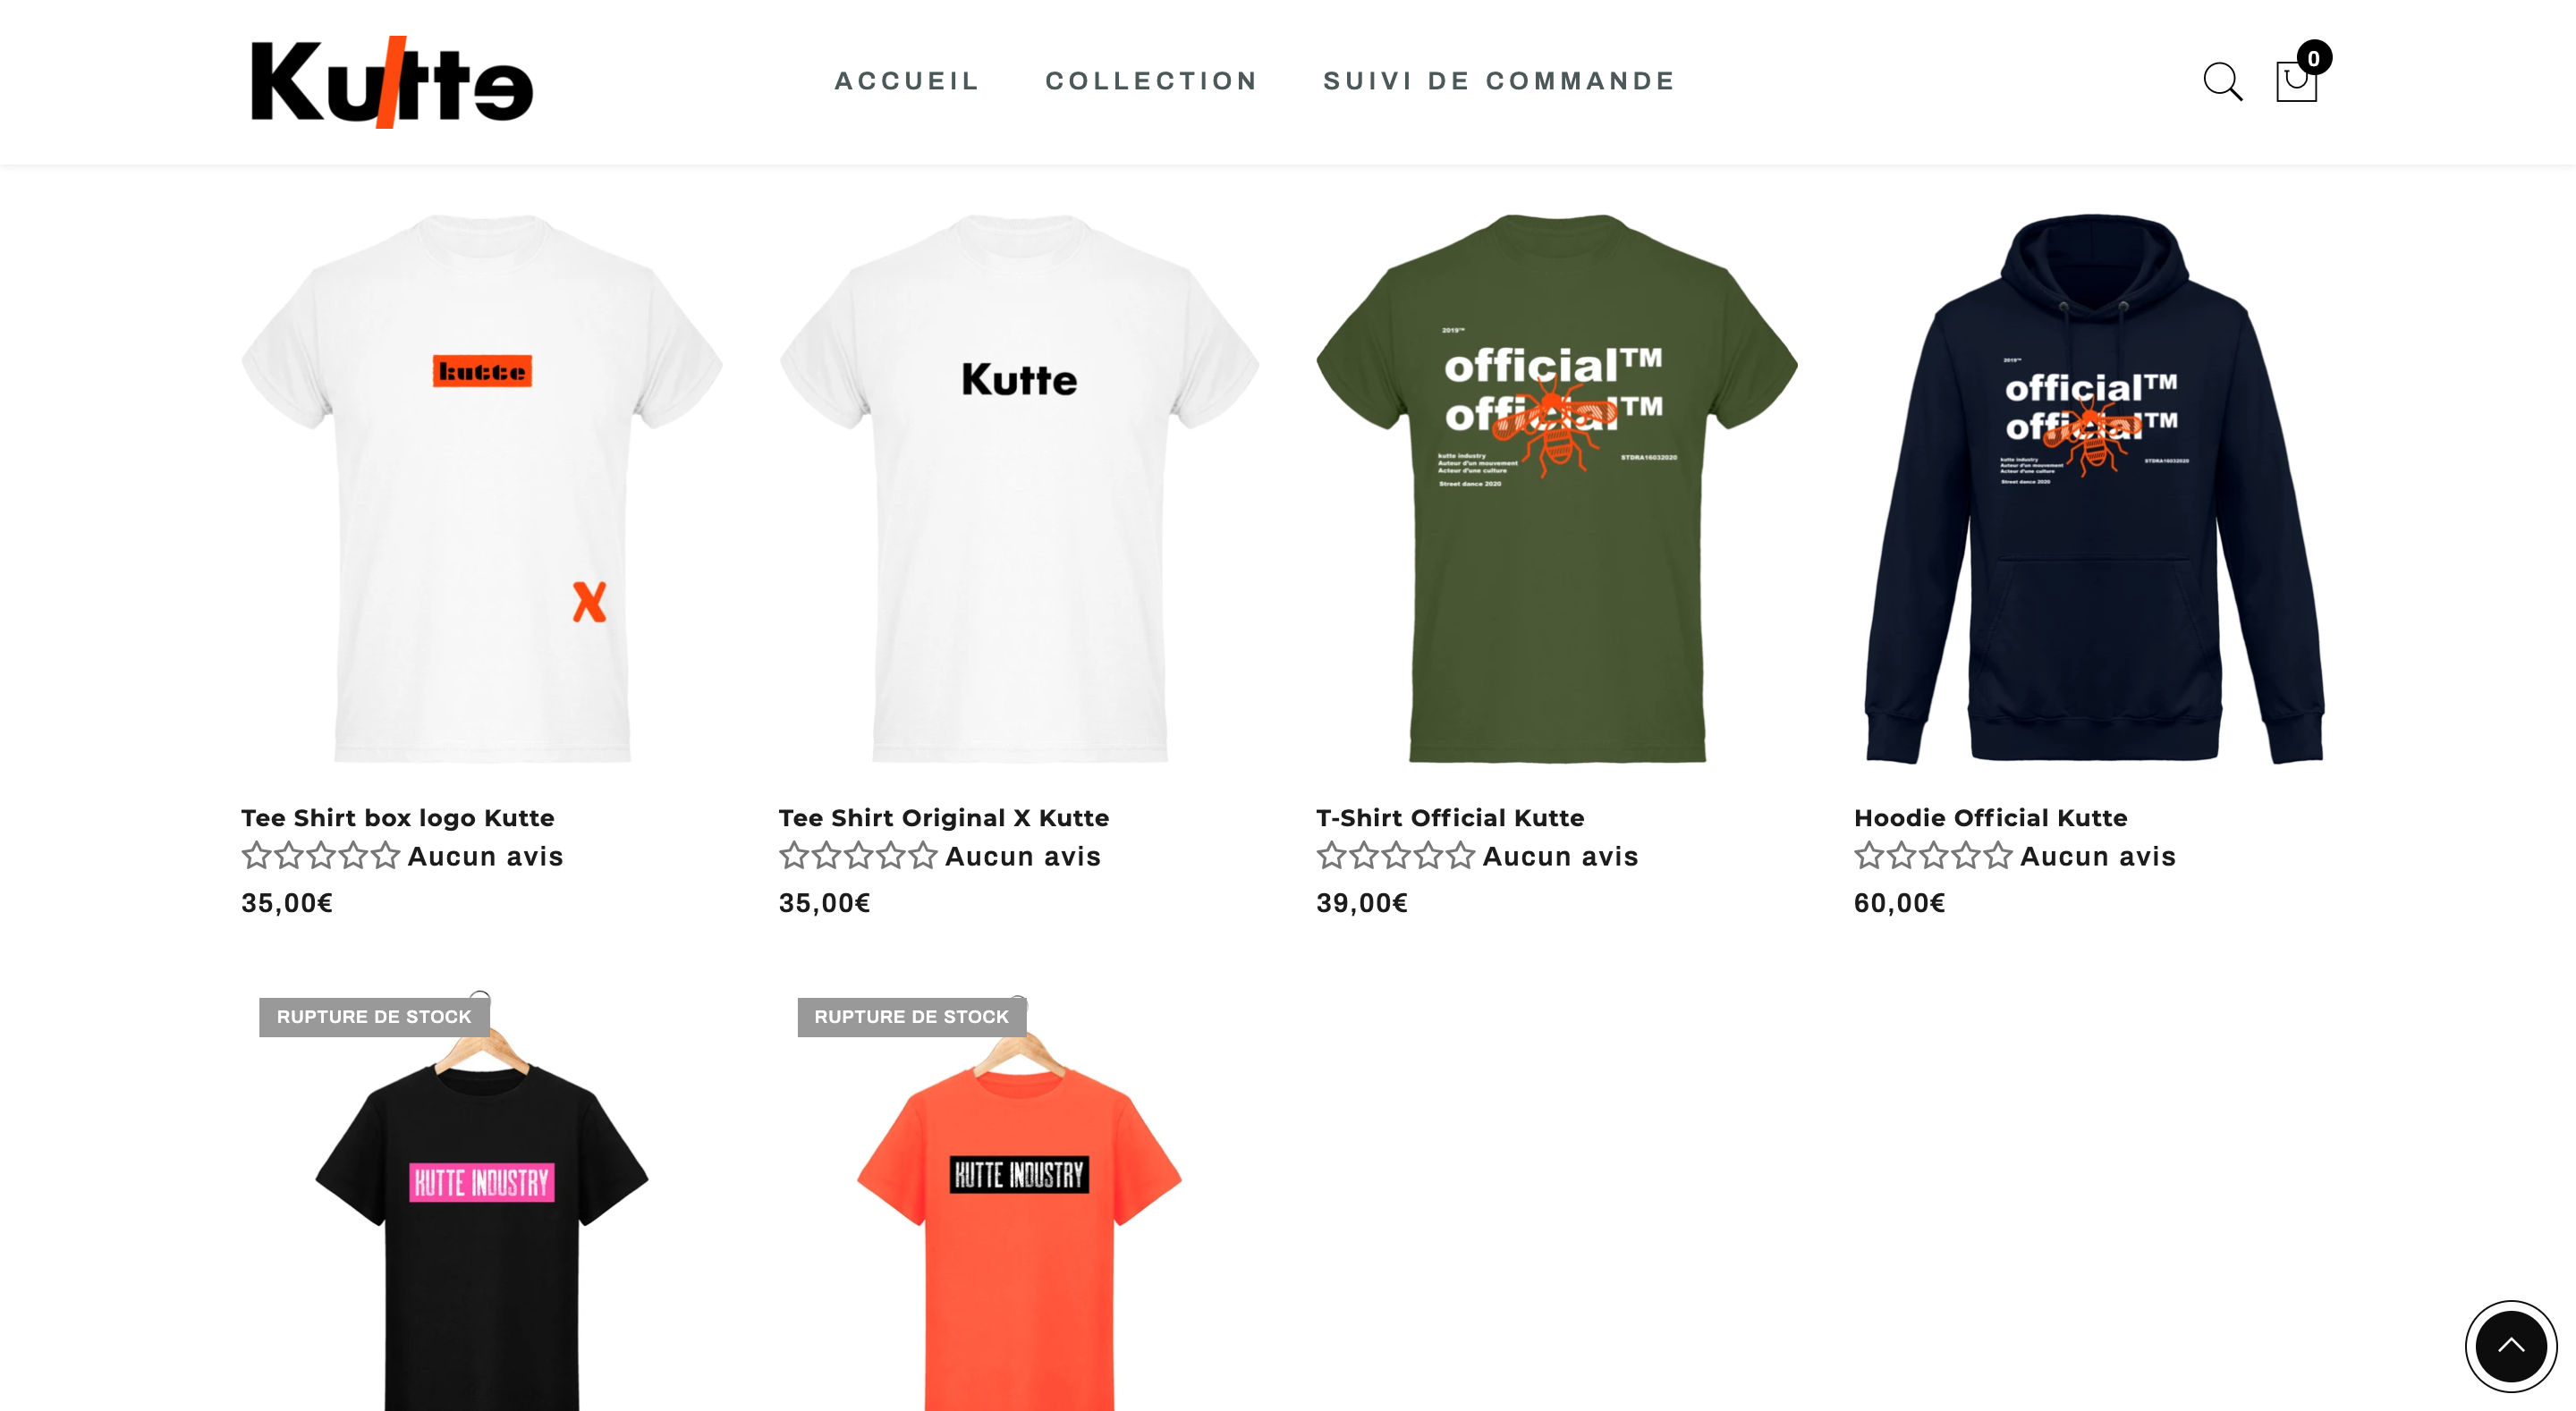 Kutte
ACCUEIL
COLLECTION
SUIVI DE COMMANDE
0
kutte
X
Kutte
2019™
official™
official™
kutte industry
Auteur d'un mouvement
Acteur d'une culture
STDRA16032020
Street dance 2020
2019™
official™
official™
kutte industry
Auteur d'un mouvement
Acteur d'une culture
STDRA16032020
Street dance 2020
Tee Shirt box logo Kutte
Aucun avis
35,00€
Tee Shirt Original X Kutte
Aucun avis
35,00€
T-Shirt Official Kutte
Aucun avis
39,00€
Hoodie Official Kutte
Aucun avis
60,00€
RUPTURE DE STOCK
KUTTE INDUSTRY
RUPTURE DE STOCK
KUTTE INDUSTRY